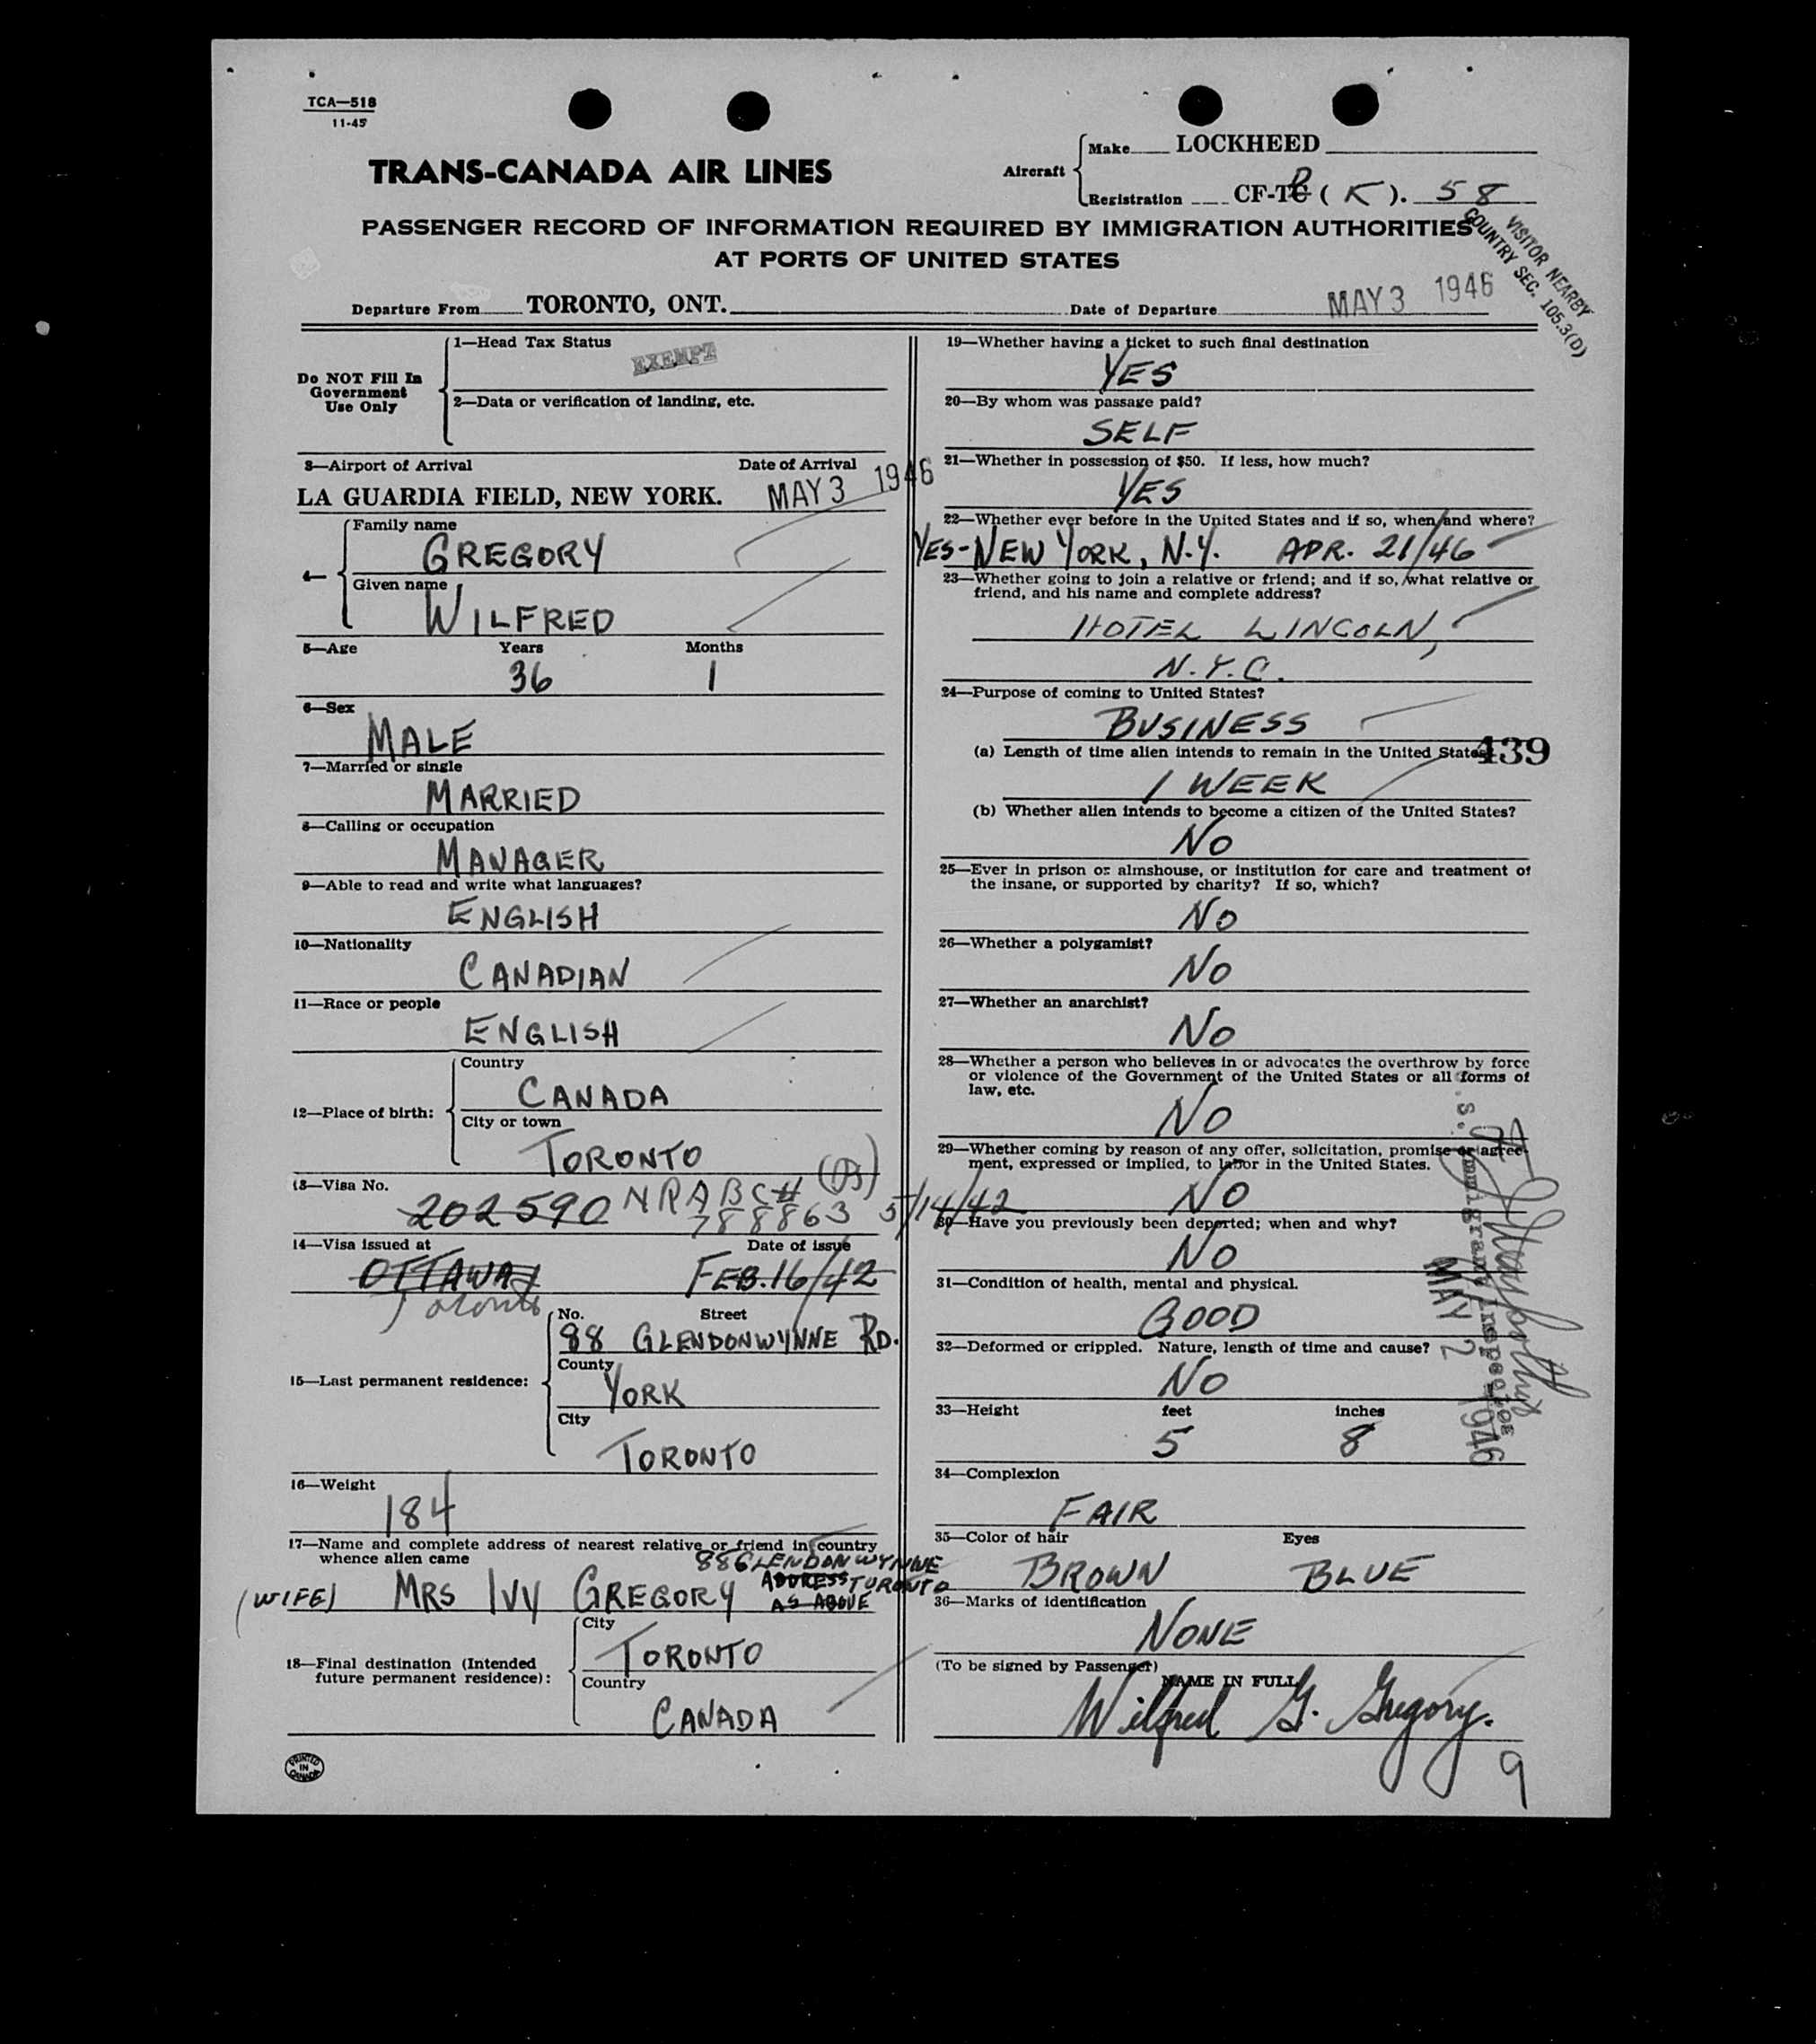 TCA—518
11-45
TRANS-CANADA AIR LINES
Aircraft
Make LOCKHEED
Registration CF-TC B (K). 58
PASSENGER RECORD OF INFORMATION REQUIRED BY IMMIGRATION AUTHORITIES
AT PORTS OF UNITED STATES
VISITOR NEARBY
COUNTRY SEC. 105.3(D)
Departure From TORONTO, ONT. Date of Departure MAY 3 1946
Do NOT Fill In
Government
Use Only
1—Head Tax Status
EXEMPT
2—Data or verification of landing, etc.
3—Airport of Arrival Date of Arrival
LA GUARDIA FIELD, NEW YORK. MAY 3 1946
4—
Family name
GREGORY
Given name
WILFRED
5—Age Years Months
36 1
6—Sex
MALE
7—Married or single
MARRIED
8—Calling or occupation
MANAGER
9—Able to read and write what languages?
ENGLISH
10—Nationality
CANADIAN
11—Race or people
ENGLISH
12—Place of birth:
Country
CANADA
City or town
TORONTO
13—Visa No. (B)
202590 NRABC# 788863 5/14/42
14—Visa issued at Date of issue
OTTAWA FEB.16/42
Toronto
15—Last permanent residence:
No. Street
88 GLENDONWYNNE RD.
County
YORK
City
TORONTO
16—Weight
184
17—Name and complete address of nearest relative or friend in country
whence alien came
88 GLENDONWYNNE
(WIFE) MRS IVY GREGORY ADDRESS TORONTO
AS ABOVE
18—Final destination (Intended
future permanent residence):
City
TORONTO
Country
CANADA
PRINTED
IN
CANADA
19—Whether having a ticket to such final destination
YES
20—By whom was passage paid?
SELF
21—Whether in possession of $50. If less, how much?
YES
22—Whether ever before in the United States and if so, when and where?
YES-NEW YORK, N.Y. APR. 21/46
23—Whether going to join a relative or friend; and if so, what relative or
friend, and his name and complete address?
HOTEL LINCOLN,
N.Y.C.
24—Purpose of coming to United States?
BUSINESS
(a) Length of time alien intends to remain in the United States?
439
1 WEEK
(b) Whether alien intends to become a citizen of the United States?
NO
25—Ever in prison or almshouse, or institution for care and treatment of
the insane, or supported by charity? If so, which?
NO
26—Whether a polygamist?
NO
27—Whether an anarchist?
NO
28—Whether a person who believes in or advocates the overthrow by force
or violence of the Government of the United States or all forms of
law, etc.
NO
29—Whether coming by reason of any offer, solicitation, promise or agree-
ment, expressed or implied, to labor in the United States.
NO
30—Have you previously been deported; when and why?
NO
31—Condition of health, mental and physical.
GOOD
32—Deformed or crippled. Nature, length of time and cause?
NO
33—Height feet inches
5 8
34—Complexion
FAIR
35—Color of hair Eyes
BROWN BLUE
36—Marks of identification
NONE
(To be signed by Passenger)
NAME IN FULL
Wilfred G. Gregory.
9
.S. Immigrant Inspector
MAY 2 1946